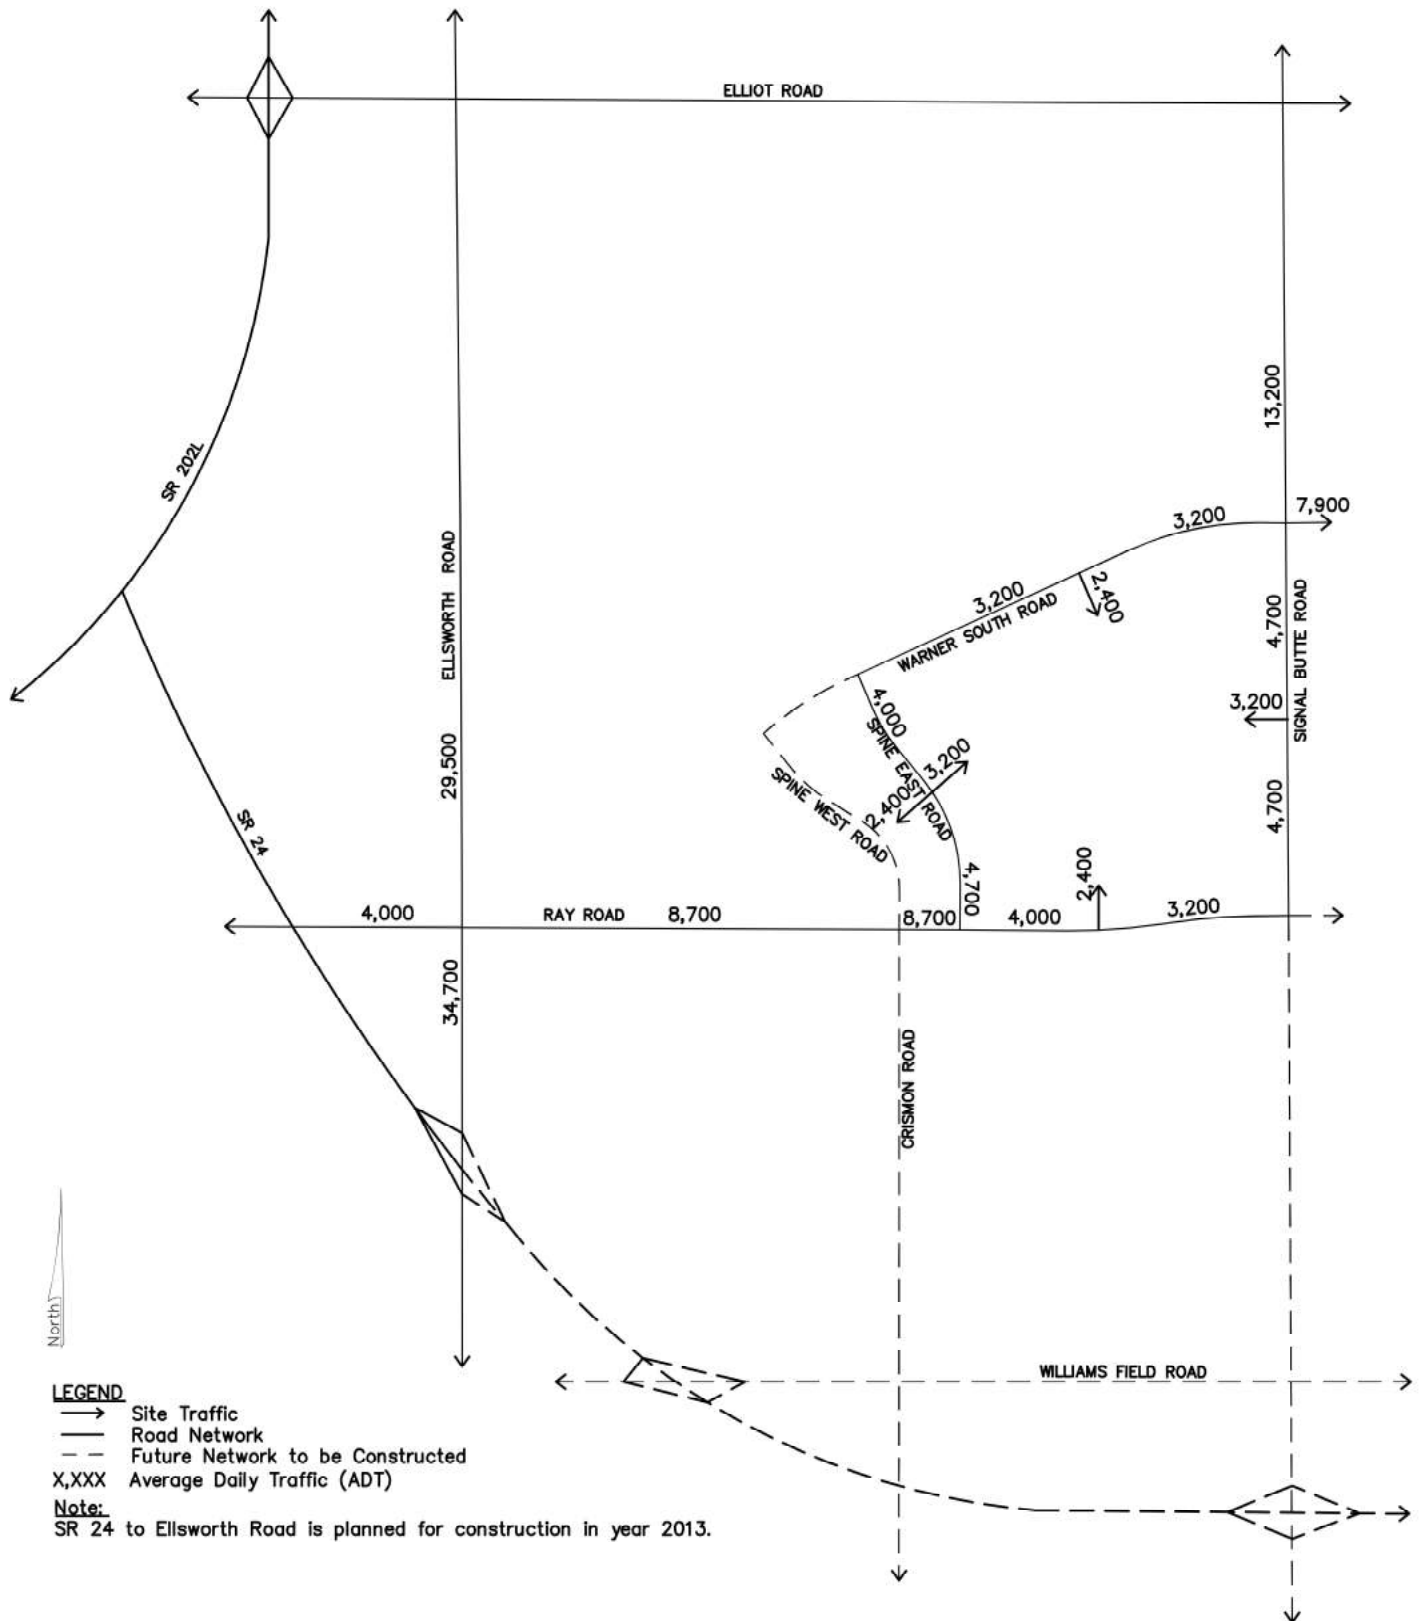 ELLIOT ROAD
13,200
SR 202L
7,900
3,200
ELLSWORTH ROAD
2,400
3,200
WARNER SOUTH ROAD
4,700
SIGNAL BUTTE ROAD
3,200
4,000
SPINE EAST ROAD
3,200
2,400
SPINE WEST ROAD
29,500
4,700
SR 24
4,700
2,400
4,000
RAY ROAD
8,700
8,700
4,000
3,200
34,700
CRISMON ROAD
North
WILLIAMS FIELD ROAD
LEGEND
Site Traffic
Road Network
Future Network to be Constructed
X,XXX Average Daily Traffic (ADT)
Note:
SR 24 to Ellsworth Road is planned for construction in year 2013.